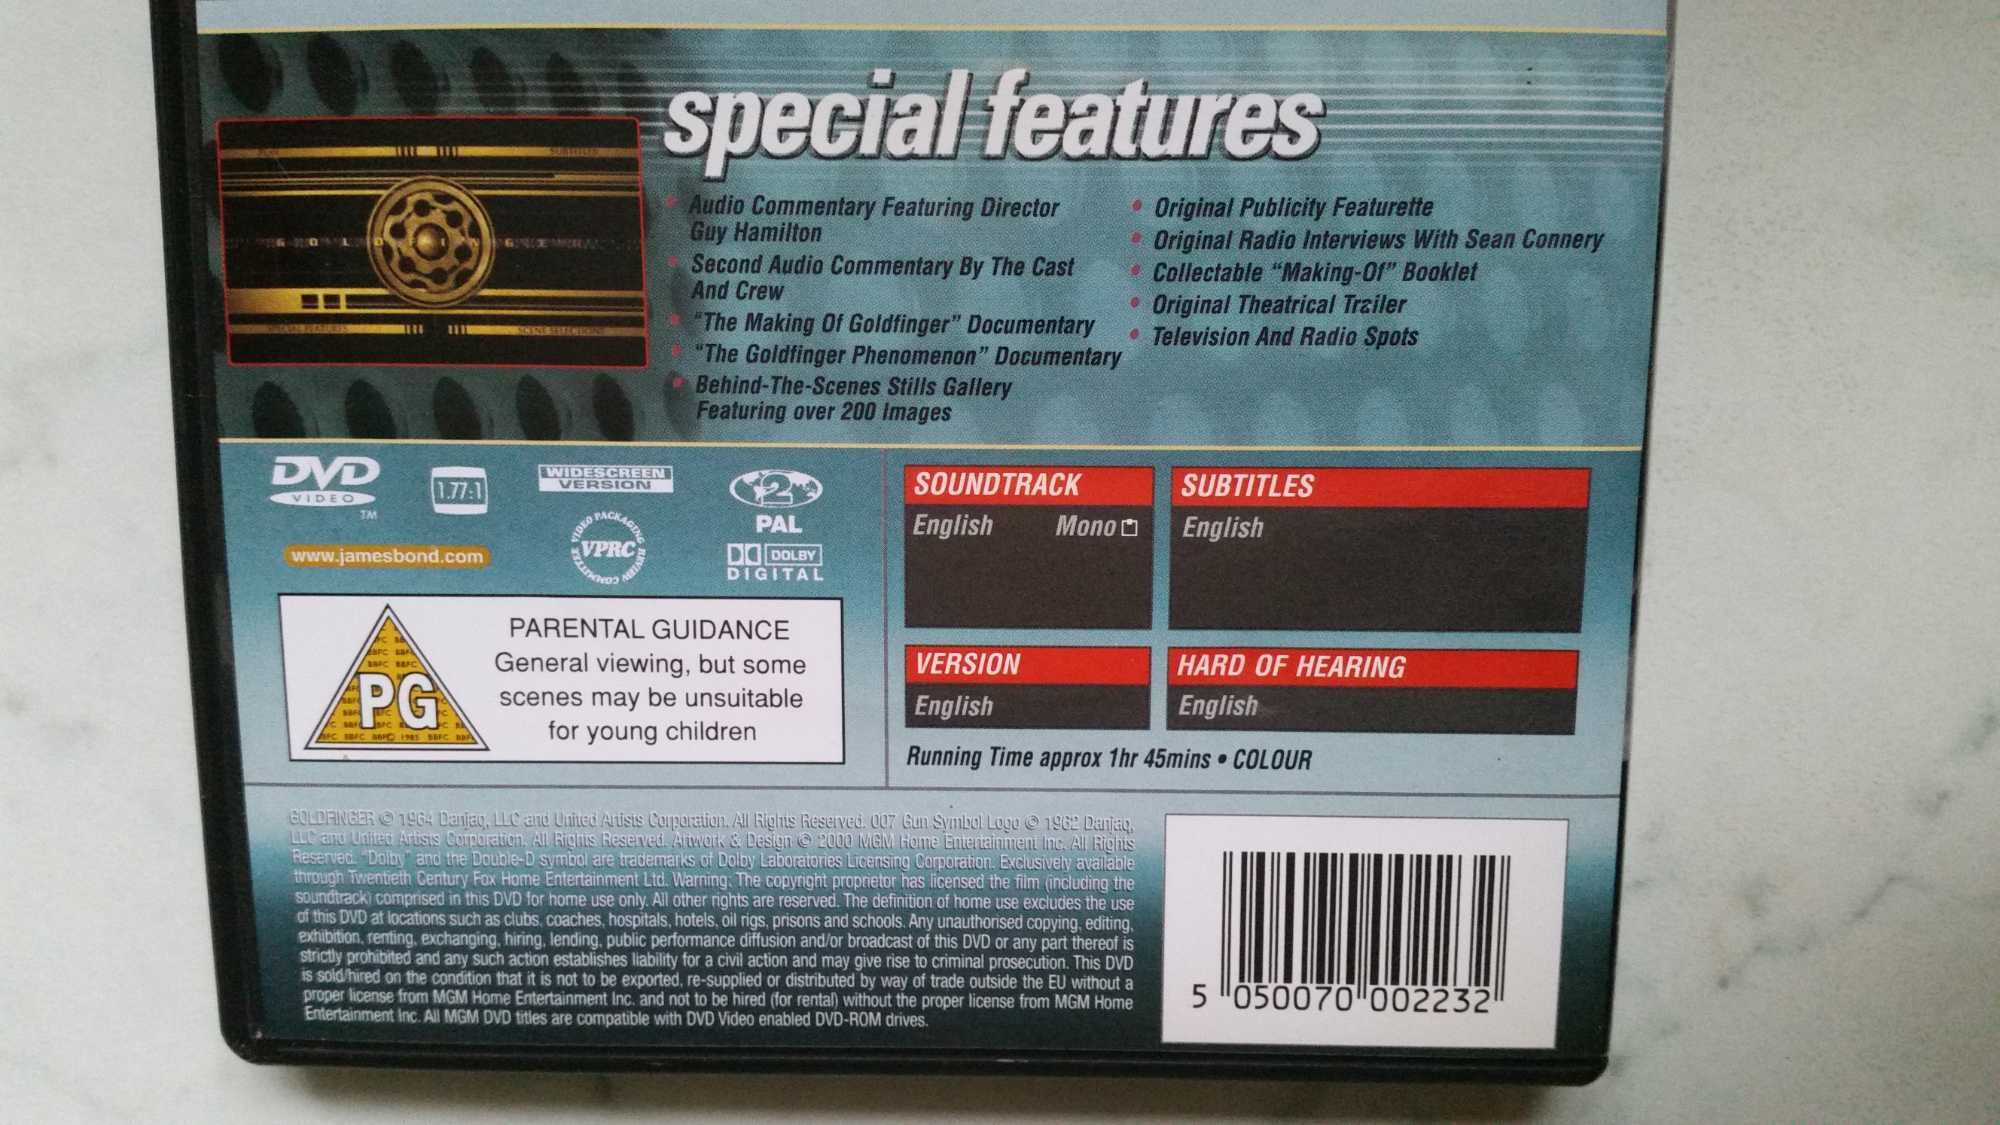 special features
PLAY
SUBTITLES
GOLDFINGER
SPECIAL FEATURES
SCENE SELECTIONS
• Audio Commentary Featuring Director
Guy Hamilton
• Second Audio Commentary By The Cast
And Crew
• "The Making Of Goldfinger" Documentary
• "The Goldfinger Phenomenon" Documentary
• Behind-The-Scenes Stills Gallery
Featuring over 200 Images
• Original Publicity Featurette
• Original Radio Interviews With Sean Connery
• Collectable "Making-Of" Booklet
• Original Theatrical Trailer
• Television And Radio Spots
DVD
VIDEO
TM
1.77:1
WIDESCREEN
VERSION
2
PAL
www.jamesbond.com
VIDEO PACKAGING REVIEW COMMITTEE
VPRC
DOLBY
DIGITAL
PG
BBFC © 1985 BBFC
PARENTAL GUIDANCE
General viewing, but some
scenes may be unsuitable
for young children
SOUNDTRACK
English Mono
SUBTITLES
English
VERSION
English
HARD OF HEARING
English
Running Time approx 1hr 45mins • COLOUR
GOLDFINGER © 1964 Danjaq, LLC and United Artists Corporation. All Rights Reserved. 007 Gun Symbol Logo © 1962 Danjaq,
LLC and United Artists Corporation. All Rights Reserved. Artwork & Design © 2000 MGM Home Entertainment Inc. All Rights
Reserved. "Dolby" and the Double-D symbol are trademarks of Dolby Laboratories Licensing Corporation. Exclusively available
through Twentieth Century Fox Home Entertainment Ltd. Warning: The copyright proprietor has licensed the film (including the
soundtrack) comprised in this DVD for home use only. All other rights are reserved. The definition of home use excludes the use
of this DVD at locations such as clubs, coaches, hospitals, hotels, oil rigs, prisons and schools. Any unauthorised copying, editing,
exhibition, renting, exchanging, hiring, lending, public performance diffusion and/or broadcast of this DVD or any part thereof is
strictly prohibited and any such action establishes liability for a civil action and may give rise to criminal prosecution. This DVD
is sold/hired on the condition that it is not to be exported, re-supplied or distributed by way of trade outside the EU without a
proper license from MGM Home Entertainment Inc. and not to be hired (for rental) without the proper license from MGM Home
Entertainment Inc. All MGM DVD titles are compatible with DVD Video enabled DVD-ROM drives.
5 050070 002232